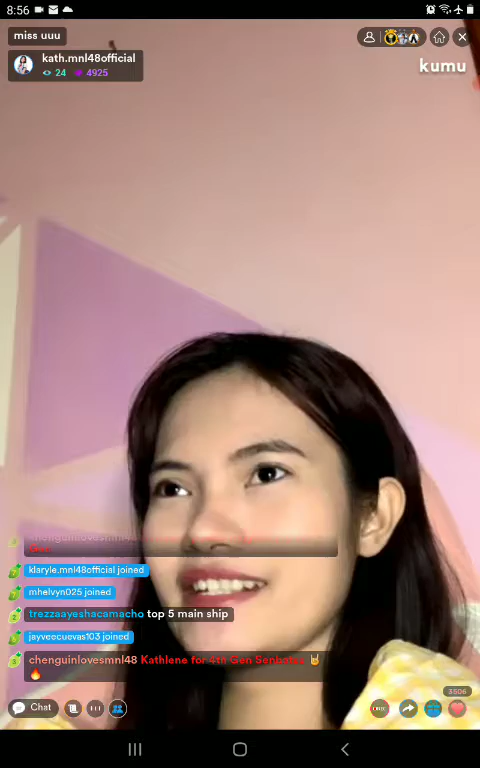 8:56
miss uuu
kath.mnl48official
24 4925
kumu
klaryle.mnl48official joined
mhelvyn025 joined
trezzaayeshacamacho top 5 main ship
jayveecuevas103 joined
chenguinlovesmnl48 Kathlene for 4th Gen Senbatsu 🤘
🔥
3506
Chat